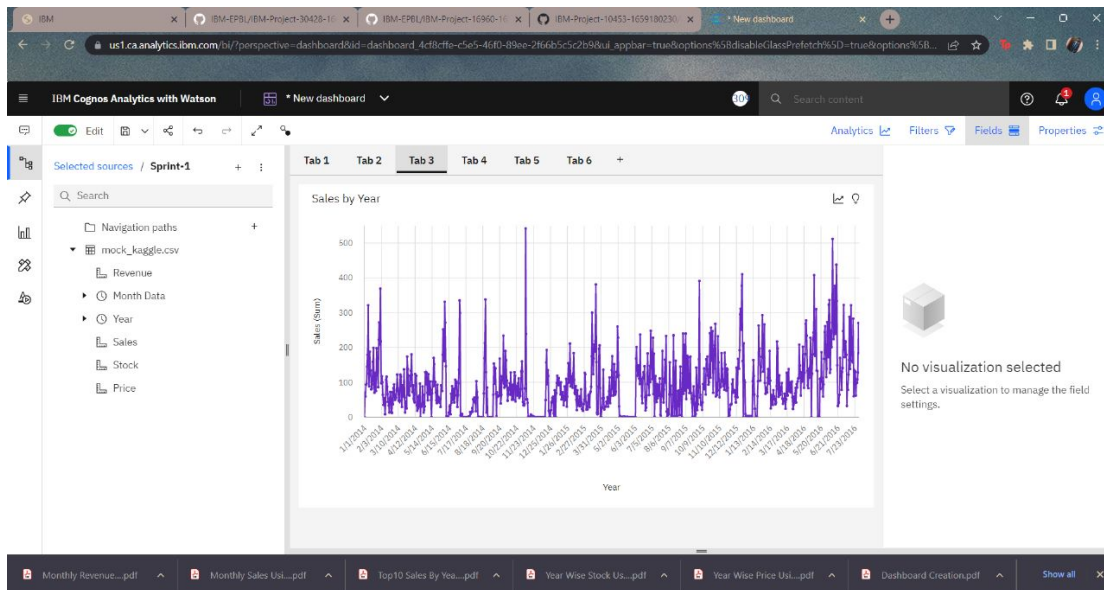 IBM
IBM-EPBL/IBM-Project-30428-16
IBM-EPBL/IBM-Project-16960-16
IBM-Project-10453-1659180230
* New dashboard
us1.ca.analytics.ibm.com/bi/?perspective=dashboard&id=dashboard_4cf8cffe-c5e5-46f0-89ee-2f66b5c5c2b9&ui_appbar=true&options%5BdisableGlassPrefetch%5D=true&options%5B...
IBM Cognos Analytics with Watson
* New dashboard
Search content
1
Edit
Analytics
Filters
Fields
Properties
Selected sources / Sprint-1
Search
Navigation paths
mock_kaggle.csv
Revenue
Month Data
Year
Sales
Stock
Price
Tab 1 Tab 2 Tab 3 Tab 4 Tab 5 Tab 6
Sales by Year
Sales (Sum)
500
400
300
200
100
0
1/1/2014 2/3/2014 3/10/2014 4/12/2014 5/14/2014 6/15/2014 7/17/2014 8/18/2014 9/20/2014 10/22/2014 11/23/2014 12/25/2014 1/26/2015 2/27/2015 3/31/2015 5/2/2015 6/3/2015 7/5/2015 8/6/2015 9/7/2015 10/9/2015 11/10/2015 12/12/2015 1/13/2016 2/14/2016 3/17/2016 4/18/2016 5/20/2016 6/21/2016 7/23/2016
Year
No visualization selected
Select a visualization to manage the field
settings.
Monthly Revenue....pdf
Monthly Sales Usi....pdf
Top10 Sales By Yea....pdf
Year Wise Stock Us....pdf
Year Wise Price Usi....pdf
Dashboard Creation.pdf
Show all